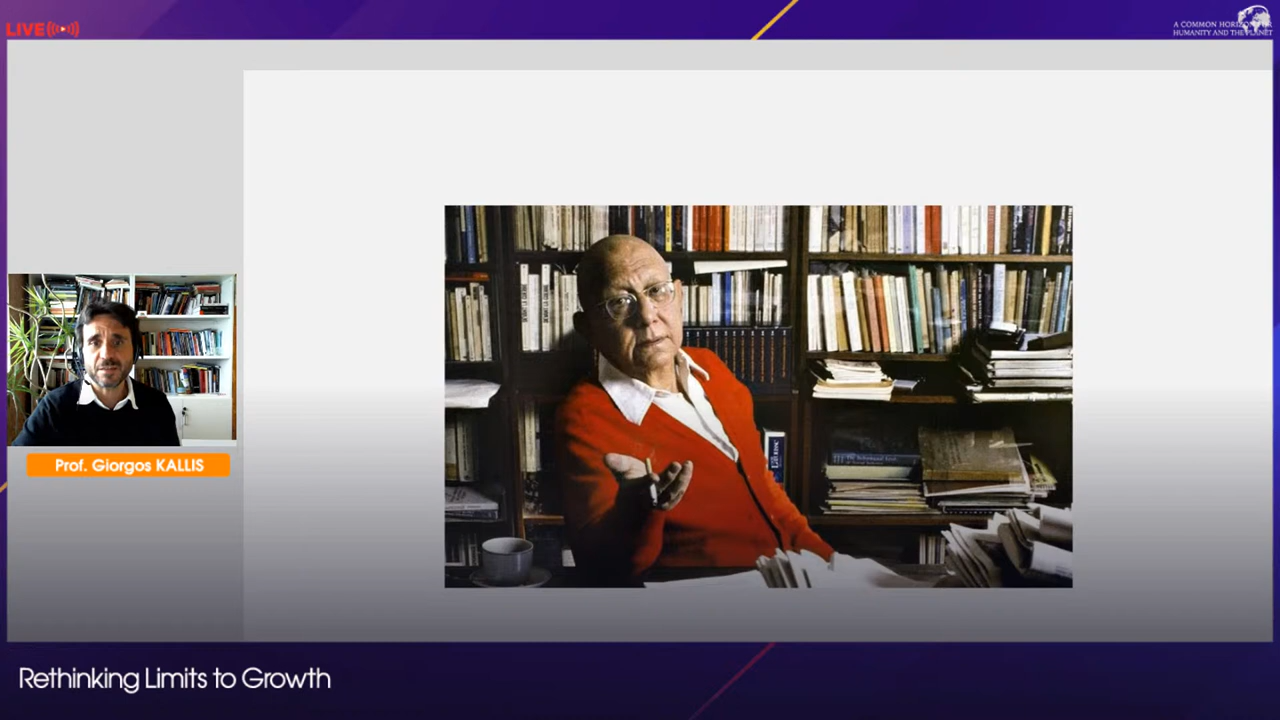 LIVE
A COMMON HORIZON FOR
HUMANITY AND THE PLANET
Prof. Giorgos KALLIS
Rethinking Limits to Growth